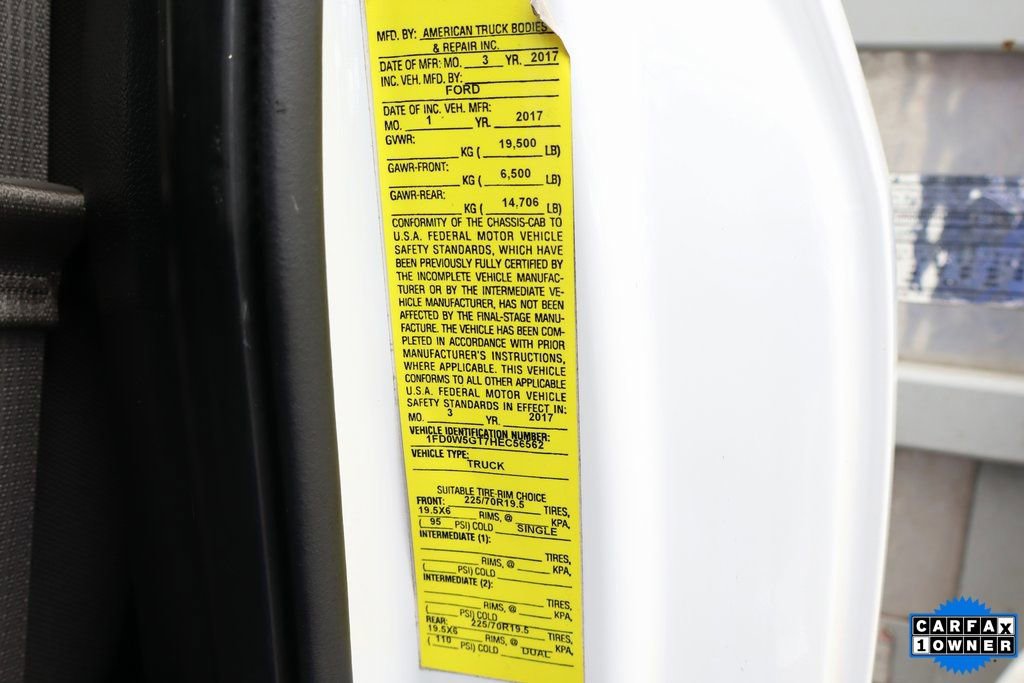 MFD. BY: AMERICAN TRUCK BODIES
& REPAIR INC.
DATE OF MFR: MO. 3 YR. 2017
INC. VEH. MFD. BY:
FORD
DATE OF INC. VEH. MFR:
MO. 1 YR. 2017
GVWR:
KG ( 19,500 LB)
GAWR-FRONT:
KG ( 6,500 LB)
GAWR-REAR:
KG ( 14,706 LB)
CONFORMITY OF THE CHASSIS-CAB TO
U.S.A. FEDERAL MOTOR VEHICLE
SAFETY STANDARDS, WHICH HAVE
BEEN PREVIOUSLY FULLY CERTIFIED BY
THE INCOMPLETE VEHICLE MANUFAC-
TURER OR BY THE INTERMEDIATE VE-
HICLE MANUFACTURER, HAS NOT BEEN
AFFECTED BY THE FINAL-STAGE MANU-
FACTURE. THE VEHICLE HAS BEEN COM-
PLETED IN ACCORDANCE WITH PRIOR
MANUFACTURER'S INSTRUCTIONS,
WHERE APPLICABLE. THIS VEHICLE
CONFORMS TO ALL OTHER APPLICABLE
U.S.A. FEDERAL MOTOR VEHICLE
SAFETY STANDARDS IN EFFECT IN:
MO. 3 YR. 2017
VEHICLE IDENTIFICATION NUMBER:
1FD0W5GT7HEC56562
VEHICLE TYPE:
TRUCK
SUITABLE TIRE-RIM CHOICE
FRONT: 225/70R19.5 TIRES,
19.5X6 RIMS, @ KPA,
( 95 PSI) COLD SINGLE
INTERMEDIATE (1):
TIRES,
RIMS, @ KPA,
( PSI) COLD
INTERMEDIATE (2):
TIRES,
RIMS, @ KPA,
( PSI) COLD
REAR: 225/70R19.5 TIRES,
19.5X6 RIMS, @ KPA,
( 110 PSI) COLD DUAL
CARFAX
1 OWNER